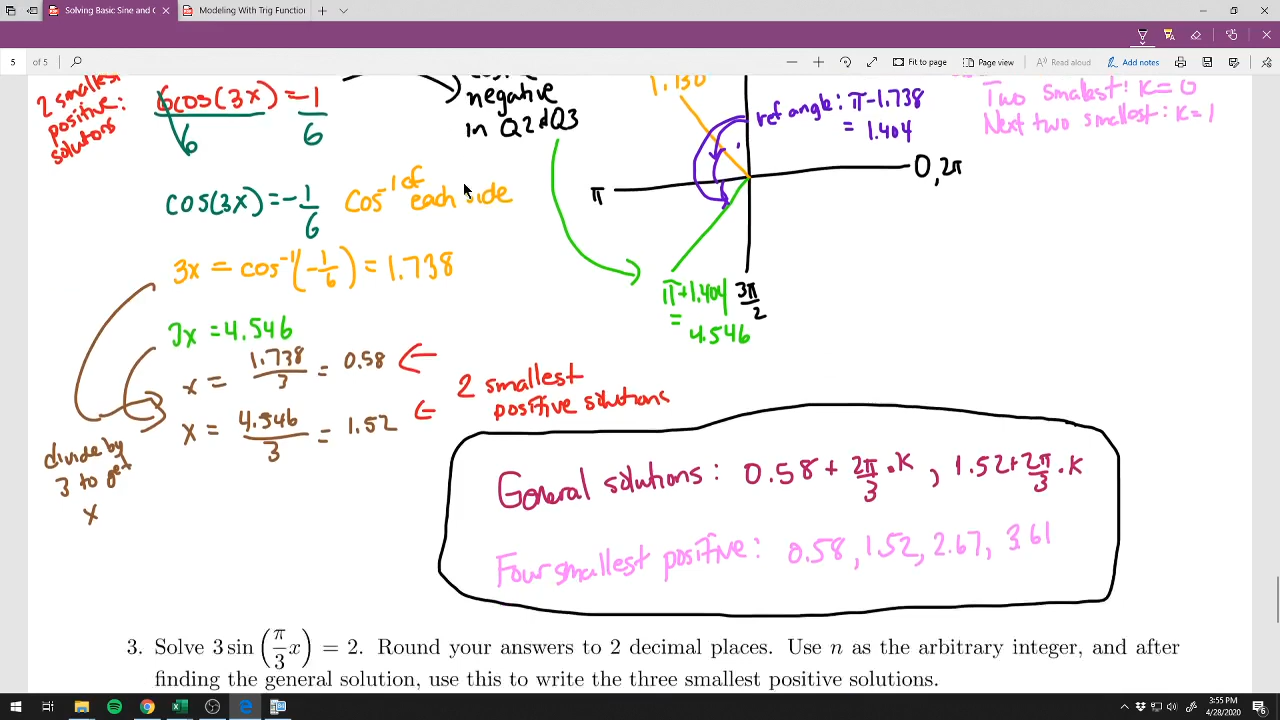 Solving Basic Sine and C
Modeling With Trig Function
5 of 5
Fit to page
Page view
Read aloud
Add notes
2 smallest
positive:
solutions
6cos(3x) = -1
6 6
negative
in Q2 & Q3
ref angle: π-1.738
= 1.404
Two smallest: K=0
Next two smallest: K=1
π
0, 2π
cos(3x) = -1/6
Cos⁻¹ of
each side
3x = cos⁻¹(-1/6) = 1.738
π+1.404
= 4.546
3π/2
3x = 4.546
x = 1.738/3 = 0.58
x = 4.546/3 = 1.52
2 smallest
positive solutions
divide by
3 to get
x
General solutions: 0.58 + 2π/3 · K, 1.52 + 2π/3 · K
Four smallest positive: 0.58, 1.52, 2.67, 3.61
3. Solve 3 sin (π/3 x) = 2. Round your answers to 2 decimal places. Use n as the arbitrary integer, and after
finding the general solution, use this to write the three smallest positive solutions.
3:55 PM
4/28/2020